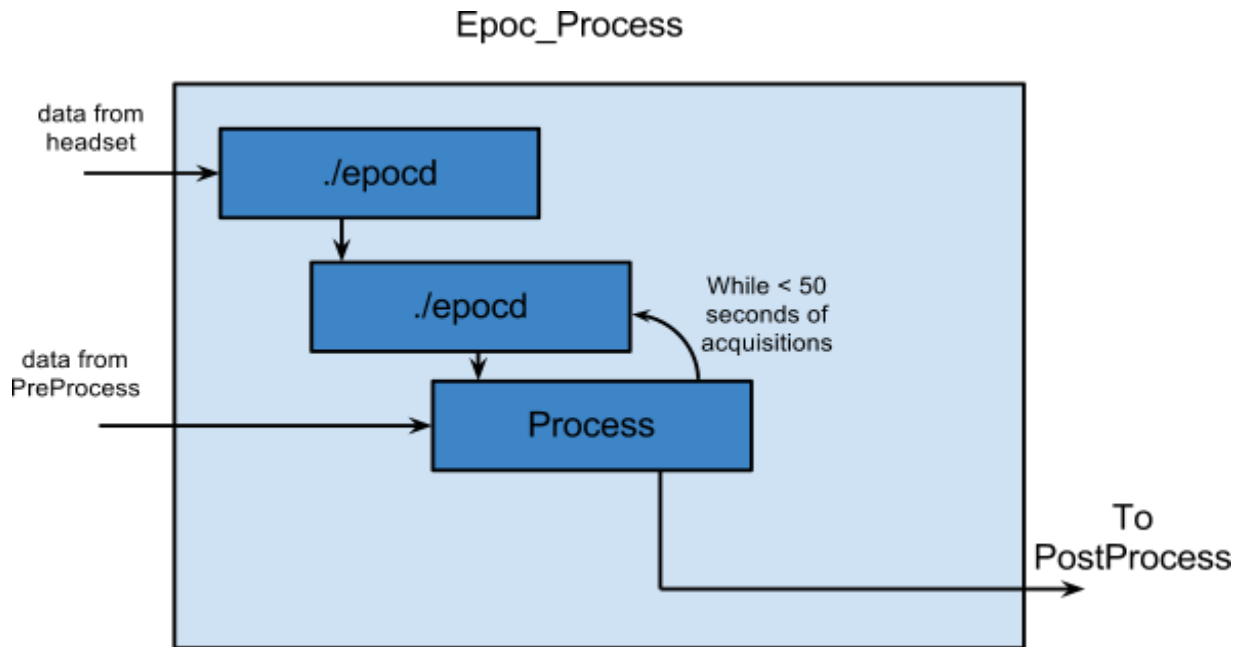 Epoc_Process
data from
headset
./epocd
./epocd
While < 50
seconds of
acquisitions
data from
PreProcess
Process
To
PostProcess